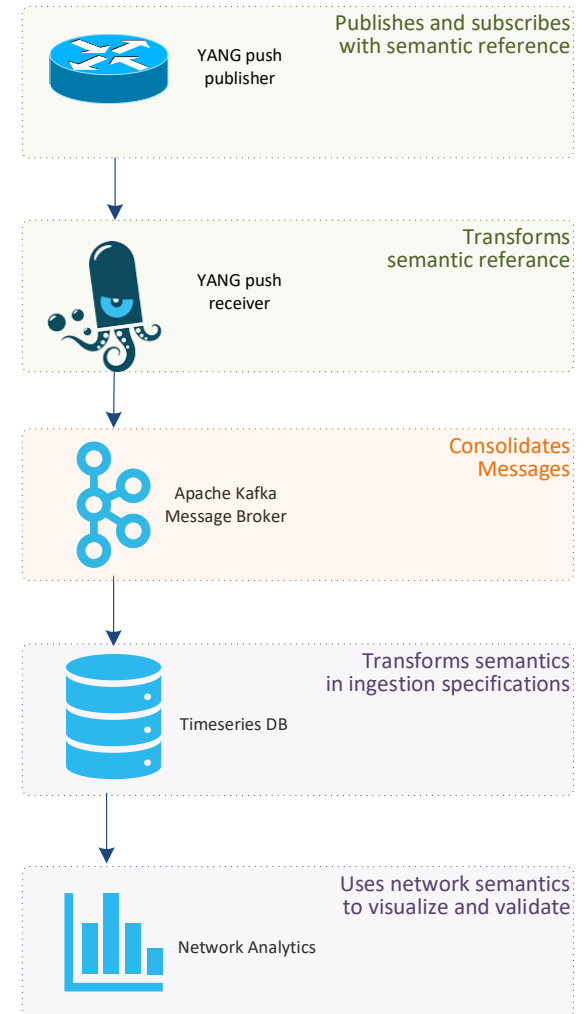 Publishes and subscribes
with semantic reference
YANG push
publisher
Transforms
semantic referance
YANG push
receiver
Consolidates
Messages
Apache Kafka
Message Broker
Transforms semantics
in ingestion specifications
Timeseries DB
Uses network semantics
to visualize and validate
Network Analytics